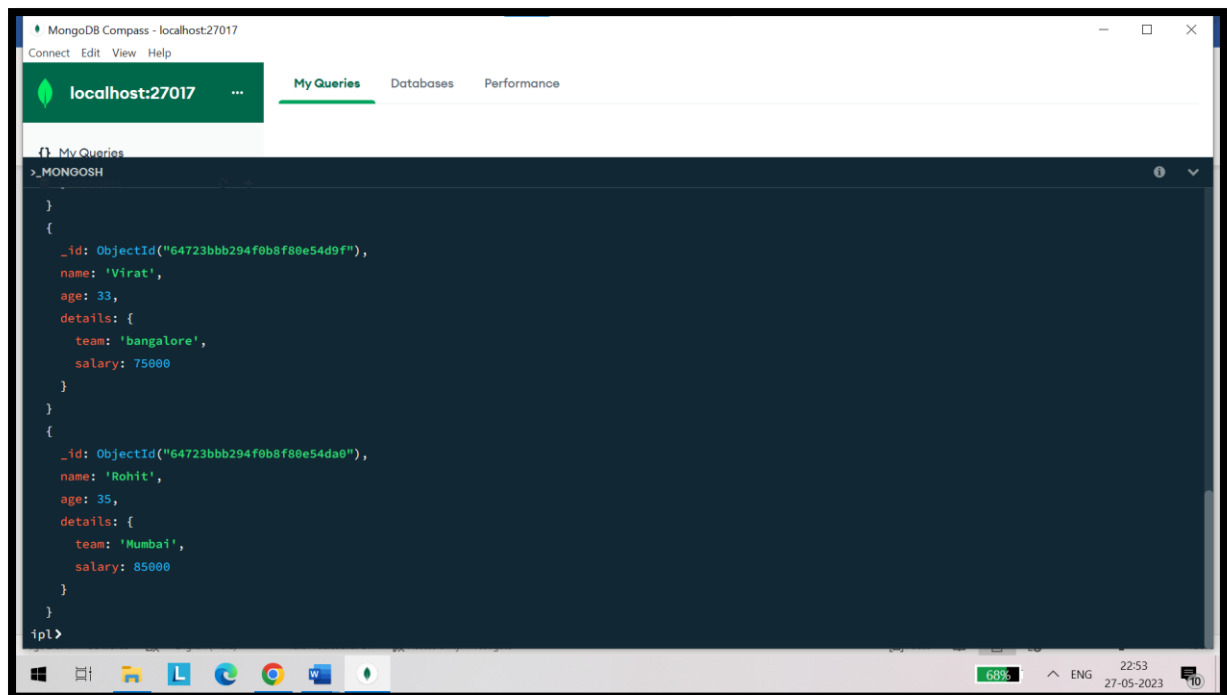 MongoDB Compass - localhost:27017
Connect Edit View Help
localhost:27017 ...
My Queries Databases Performance
{} My Queries
>_MONGOSH
}
{
_id: ObjectId("64723bbb294f0b8f80e54d9f"),
name: 'Virat',
age: 33,
details: {
team: 'bangalore',
salary: 75000
}
}
{
_id: ObjectId("64723bbb294f0b8f80e54da0"),
name: 'Rohit',
age: 35,
details: {
team: 'Mumbai',
salary: 85000
}
}
ipl>
L
W
68%
ENG
22:53
27-05-2023
10